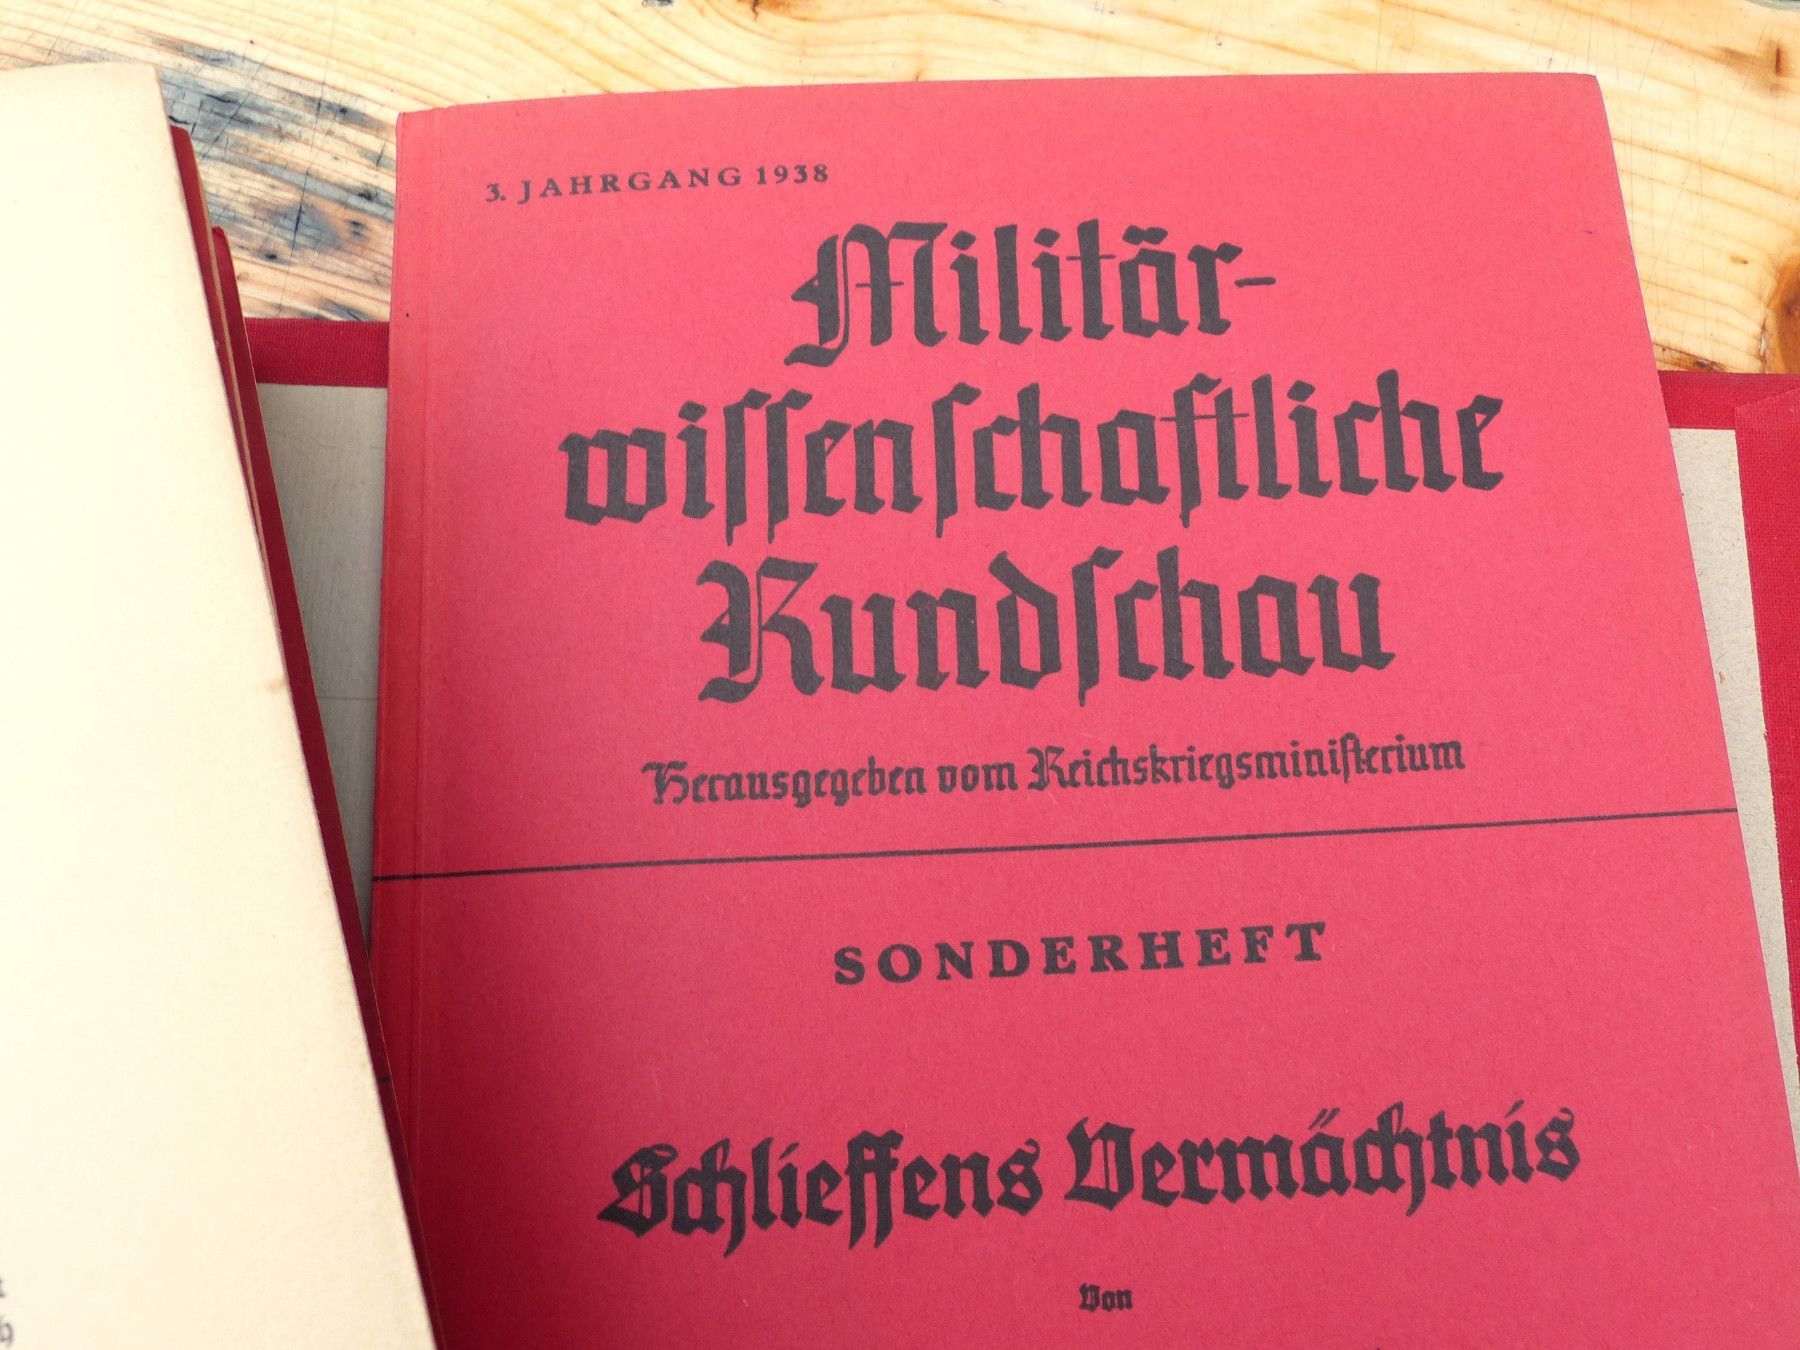 3. JAHRGANG 1938
Militär-
wissenschaftliche
Rundschau
Herausgegeben vom Reichskriegsministerium
SONDERHEFT
Schlieffens Vermächtnis
Von